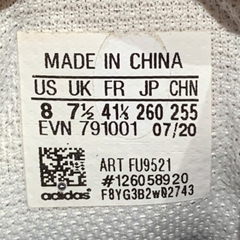 MADE IN CHINA
US UK FR JP CHN
8 7½ 41⅓ 260 255
EVN 791001 07/20
ART FU9521
#126058920
adidas F8YG3B2w02743